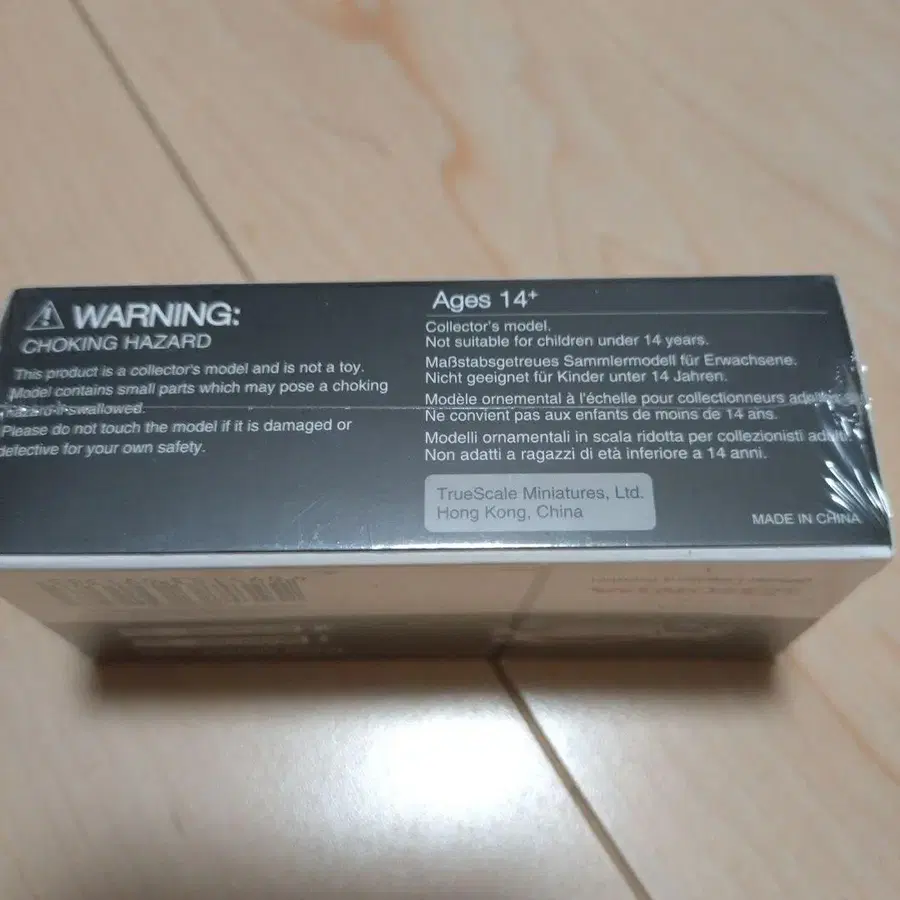 WARNING:
CHOKING HAZARD
This product is a collector's model and is not a toy.
Model contains small parts which may pose a choking
hazard if swallowed.
Please do not touch the model if it is damaged or
defective for your own safety.
Ages 14+
Collector's model.
Not suitable for children under 14 years.
Maßstabsgetreues Sammlermodell für Erwachsene.
Nicht geeignet für Kinder unter 14 Jahren.
Modèle ornemental à l'échelle pour collectionneurs
Ne convient pas aux enfants de moins de 14 ans.
Modelli ornamentali in scala ridotta per collezionisti
Non adatti a ragazzi di età inferiore a 14 anni.
TrueScale Miniatures, Ltd.
Hong Kong, China
MADE IN CHINA